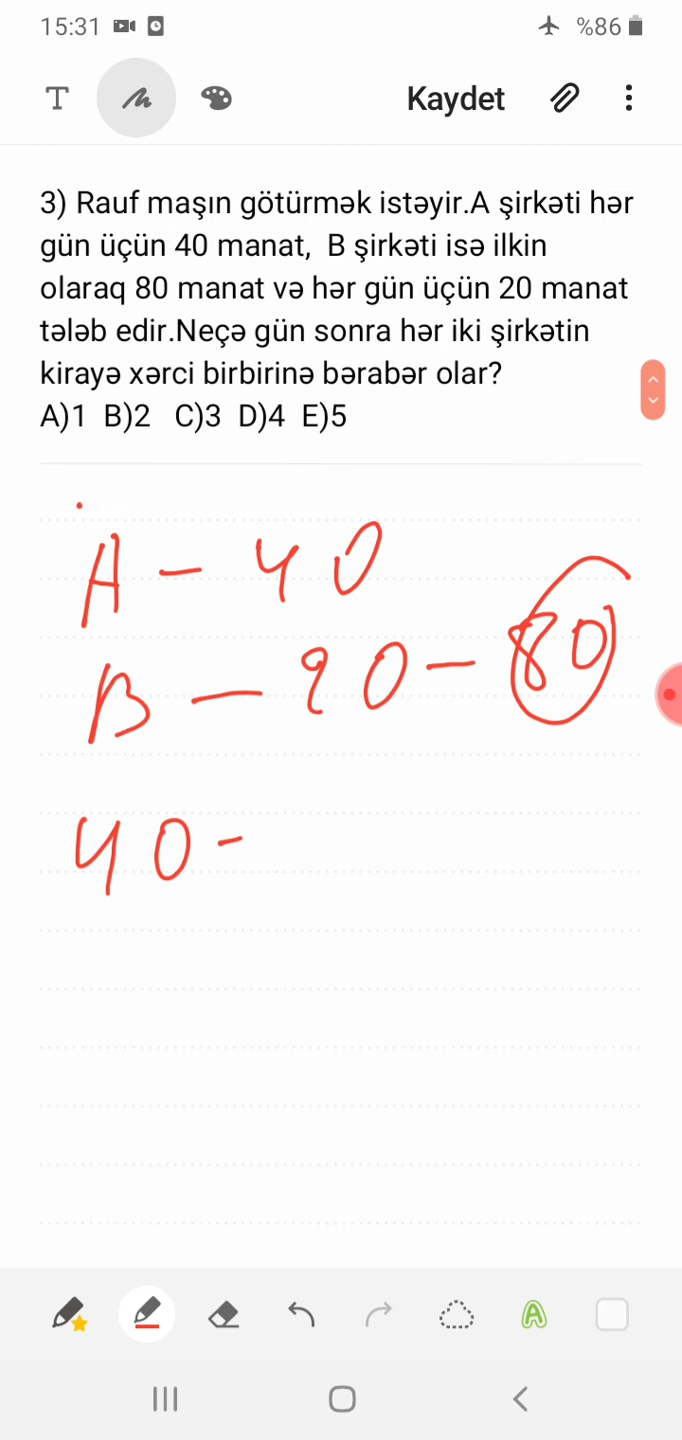 15:31 %86
T Kaydet
3) Rauf maşın götürmək istəyir.A şirkəti hər
gün üçün 40 manat, B şirkəti isə ilkin
olaraq 80 manat və hər gün üçün 20 manat
tələb edir.Neçə gün sonra hər iki şirkətin
kirayə xərci birbirinə bərabər olar?
A)1 B)2 C)3 D)4 E)5
A - 40
B - 20 - 80
40 -
A